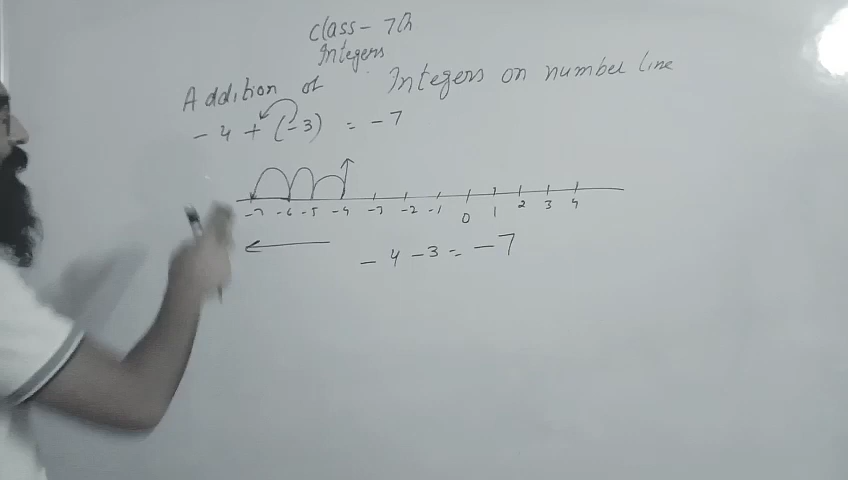 class - 7th
Integers
Addition of Integers on number line
- 4 + (-3) = - 7
-7 -6 -5 -4 -3 -2 -1 0 1 2 3 4
- 4 - 3 = - 7